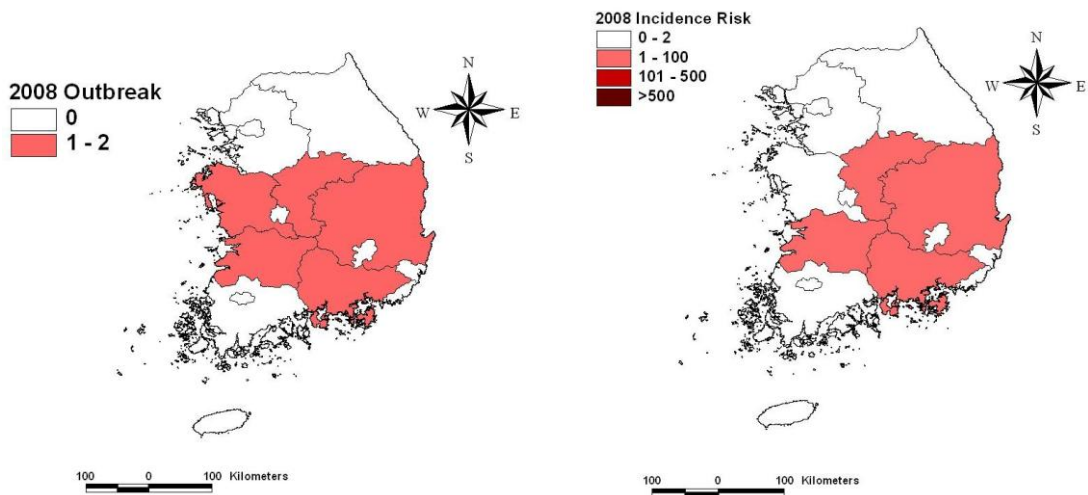 2008 Outbreak
0
1 - 2
N
W E
S
100 0 100 Kilometers
2008 Incidence Risk
0 - 2
1 - 100
101 - 500
>500
N
W E
S
100 0 100 Kilometers